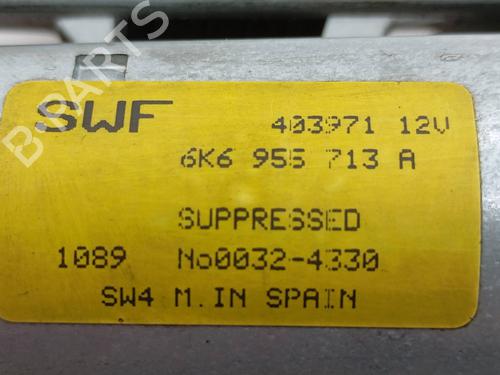 SWF 403971 12V
6K6 955 713 A
SUPPRESSED
1089 No0032-4330
SW4 M.IN SPAIN
B-PARTS